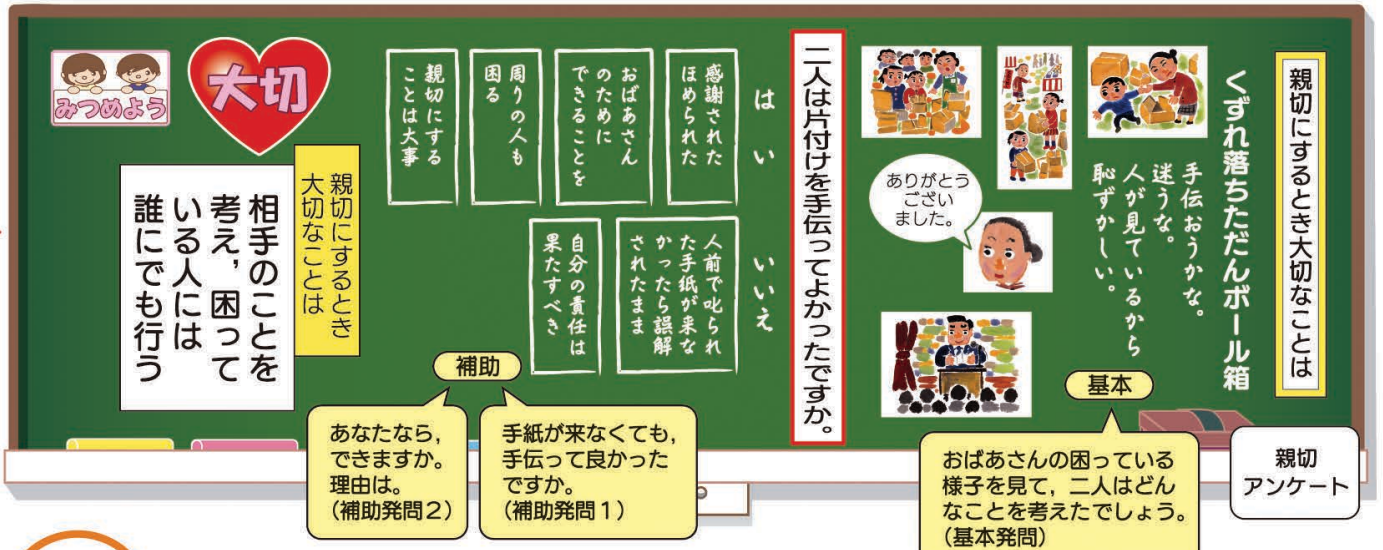 親切にするとき大切なことは
くずれ落ちただんボール箱
手伝おうかな。
迷うな。
人が見ているから
恥ずかしい。
ありがとう
ござい
ました。
基本
おばあさんの困っている
様子を見て，二人はどん
なことを考えたでしょう。
（基本発問）
親切
アンケート
二人は片付けを手伝ってよかったですか。
はい
感謝された
ほめられた
おばあさん
のために
できることを
周りの人も
困る
親切にする
ことは大事
いいえ
人前で叱られ
た手紙が来な
かったら誤解
されたまま
自分の責任は
果たすべき
補助
手紙が来なくても，
手伝って良かった
ですか。
（補助発問１）
あなたなら，
できますか。
理由は。
（補助発問２）
親切にするとき
大切なことは
相手のことを
考え，困って
いる人には
誰にでも行う
大切
みつめよう